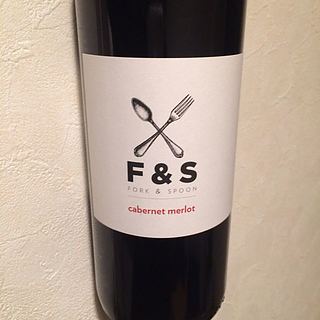 F & S
FORK & SPOON
cabernet merlot